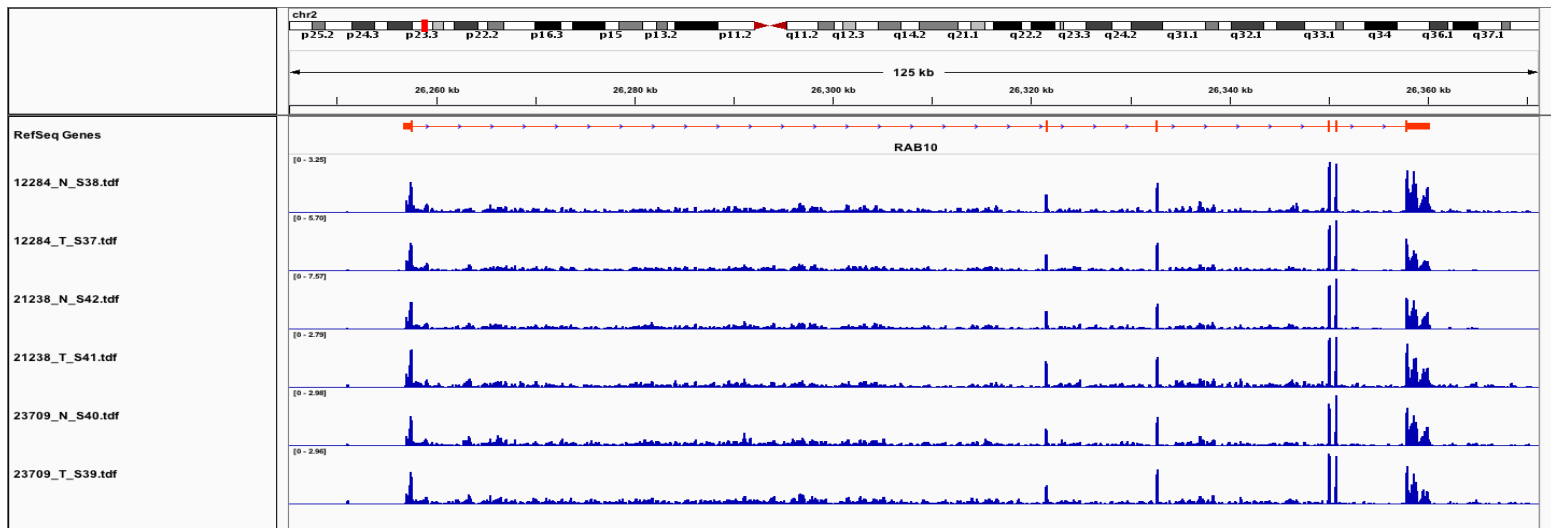 chr2
p25.2 p24.3 p23.3 p22.2 p16.3 p15 p13.2 p11.2 q11.2 q12.3 q14.2 q21.1 q22.2 q23.3 q24.2 q31.1 q32.1 q33.1 q34 q36.1 q37.1
125 kb
26,260 kb 26,280 kb 26,300 kb 26,320 kb 26,340 kb 26,360 kb
RefSeq Genes
RAB10
[0 - 3.25]
12284_N_S38.tdf
[0 - 5.70]
12284_T_S37.tdf
[0 - 7.57]
21238_N_S42.tdf
[0 - 2.79]
21238_T_S41.tdf
[0 - 2.98]
23709_N_S40.tdf
[0 - 2.96]
23709_T_S39.tdf